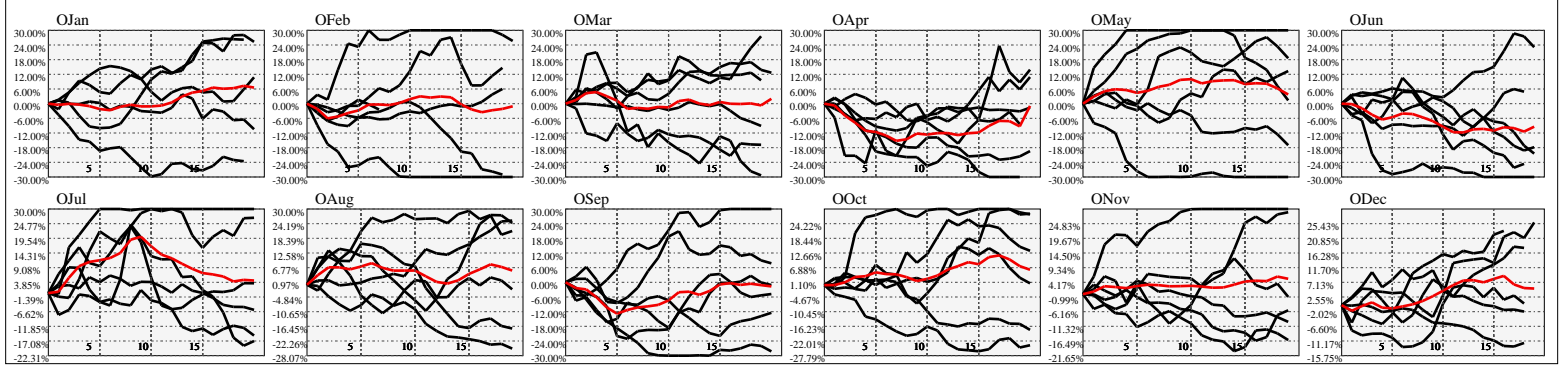 OJan OFeb OMar OApr OMay OJun
30.00% 30.00% 30.00% 30.00% 30.00% 30.00%
24.00% 24.00% 24.00% 24.00% 24.00% 24.00%
18.00% 18.00% 18.00% 18.00% 18.00% 18.00%
12.00% 12.00% 12.00% 12.00% 12.00% 12.00%
6.00% 6.00% 6.00% 6.00% 6.00% 6.00%
0.00% 0.00% 0.00% 0.00% 0.00% 0.00%
-6.00% -6.00% -6.00% -6.00% -6.00% -6.00%
-12.00% -12.00% -12.00% -12.00% -12.00% -12.00%
-18.00% -18.00% -18.00% -18.00% -18.00% -18.00%
-24.00% -24.00% -24.00% -24.00% -24.00% -24.00%
5 10 15 5 10 15 5 10 15 5 10 15 5 10 15 5 10 15
-30.00% -30.00% -30.00% -30.00% -30.00% -30.00%
OJul OAug OSep OOct ONov ODec
30.00% 30.00% 30.00%
24.77% 24.19% 24.00% 24.22% 24.83% 25.43%
19.54% 18.39% 18.00% 18.44% 19.67% 20.85%
14.31% 12.58% 12.00% 12.66% 14.50% 16.28%
9.08% 6.77% 6.00% 6.88% 9.34% 11.70%
3.85% 0.97% 0.00% 1.10% 4.17% 7.13%
-1.39% -4.84% -6.00% -4.67% -0.99% 2.55%
-6.62% -10.65% -12.00% -10.45% -6.16% -2.02%
-11.85% -16.45% -18.00% -16.23% -11.32% -6.60%
-17.08% -22.26% -24.00% -22.01% -16.49% -11.17%
5 10 15 5 10 15 5 10 15 5 10 15 5 10 15 5 10 15
-22.31% -28.07% -30.00% -27.79% -21.65% -15.75%